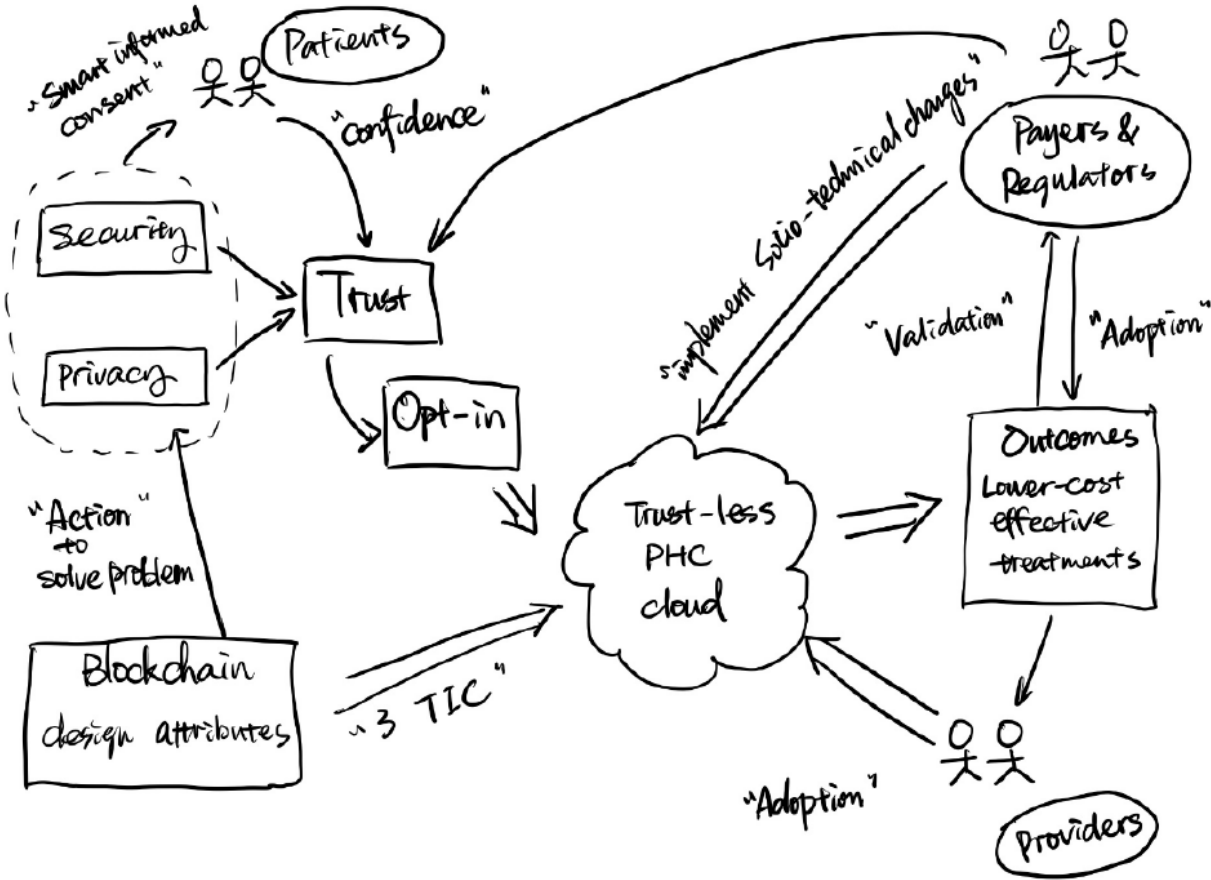 "Smart informed
consent"
Patients
"confidence"
Payers &
Regulators
Security
Privacy
Trust
Opt-in
"implement Sotio-technical changes"
"Validation"
"Adoption"
Outcomes
Lower-cost
effective
treatments
Trust-less
PHC
cloud
"Action"
to
solve problem
Blockchain
design attributes
"3 TIC"
"Adoption"
Providers